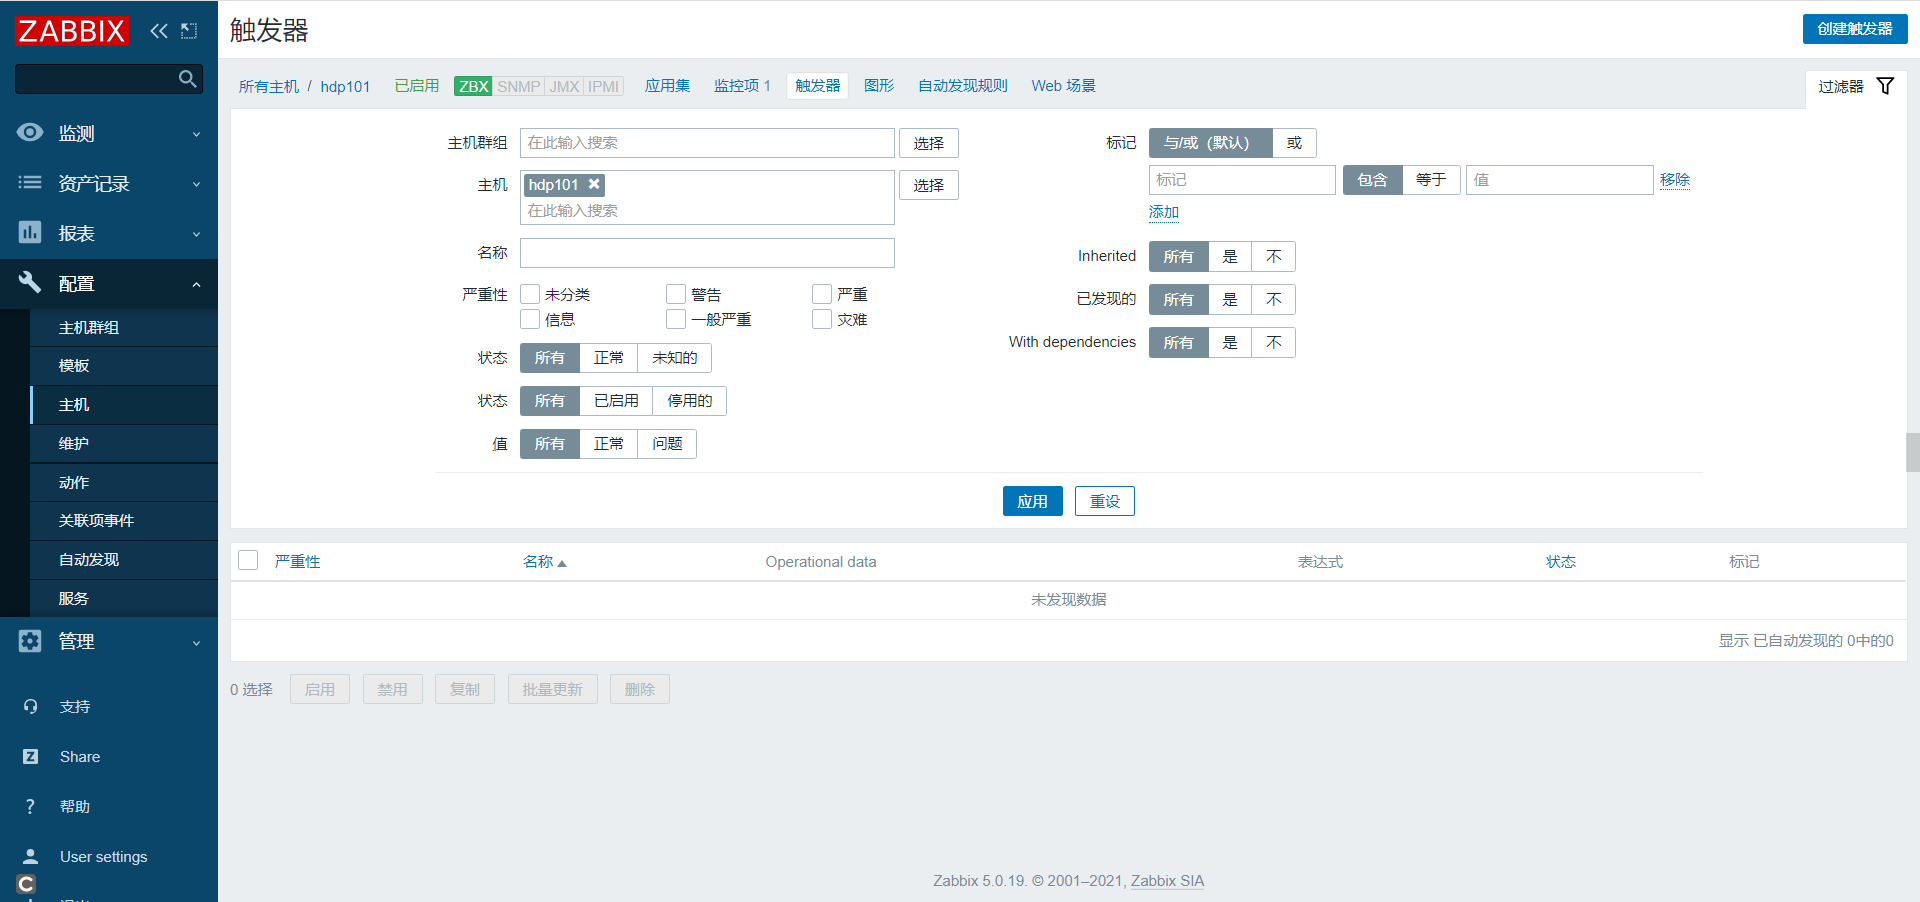 ZABBIX
监测
资产记录
报表
配置
主机群组
模板
主机
维护
动作
关联项事件
自动发现
服务
管理
支持
Share
帮助
User settings
触发器
创建触发器
所有主机 / hdp101 已启用 ZBX SNMP JMX IPMI 应用集 监控项 1 触发器 图形 自动发现规则 Web 场景
过滤器
主机群组 在此输入搜索 选择
主机 hdp101 选择
在此输入搜索
名称
严重性 未分类 警告 严重
信息 一般严重 灾难
状态 所有 正常 未知的
状态 所有 已启用 停用的
值 所有 正常 问题
标记 与/或（默认） 或
标记 包含 等于 值 移除
添加
Inherited 所有 是 不
已发现的 所有 是 不
With dependencies 所有 是 不
应用 重设
严重性 名称 Operational data 表达式 状态 标记
未发现数据
显示 已自动发现的 0中的0
0 选择 启用 禁用 复制 批量更新 删除
Zabbix 5.0.19. © 2001–2021, Zabbix SIA